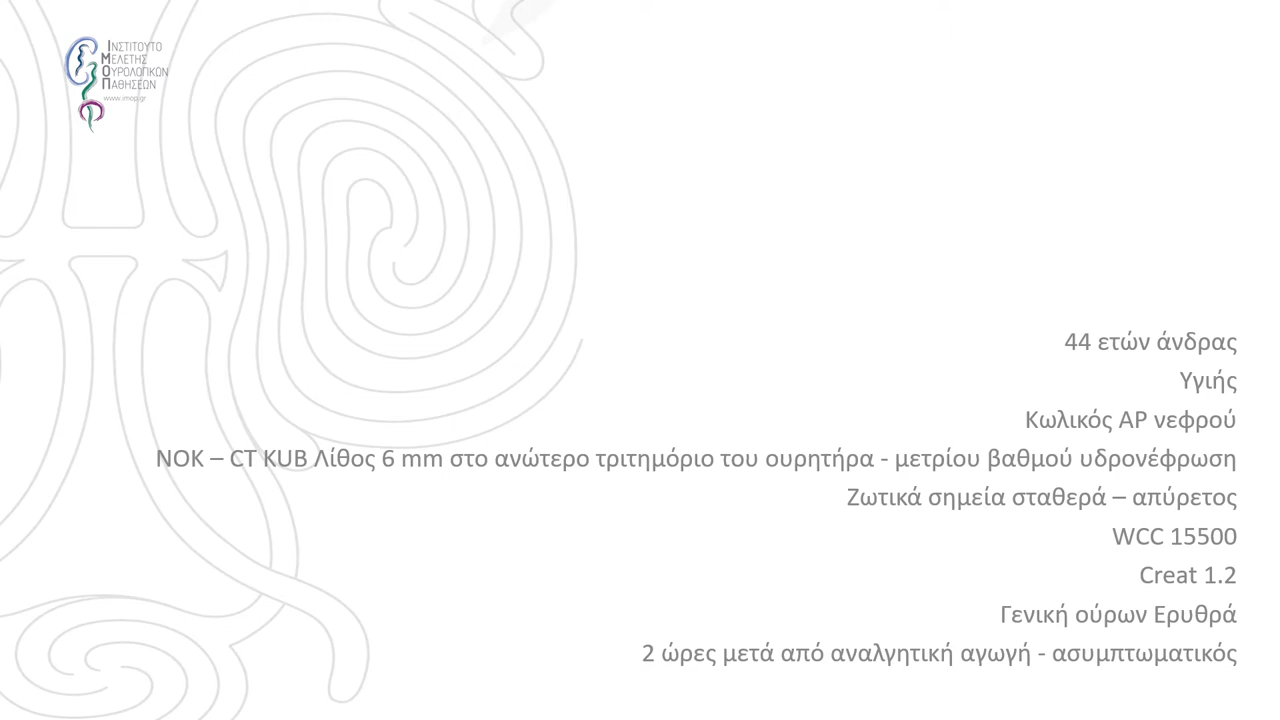 ΙΝΣΤΙΤΟΥΤΟ
ΜΕΛΕΤΗΣ
ΟΥΡΟΛΟΓΙΚΩΝ
ΠΑΘΗΣΕΩΝ
www.imop.gr
44 ετών άνδρας
Υγιής
Κωλικός ΑΡ νεφρού
ΝΟΚ – CT KUB Λίθος 6 mm στο ανώτερο τριτημόριο του ουρητήρα - μετρίου βαθμού υδρονέφρωση
Ζωτικά σημεία σταθερά – απύρετος
WCC 15500
Creat 1.2
Γενική ούρων Ερυθρά
2 ώρες μετά από αναλγητική αγωγή - ασυμπτωματικός